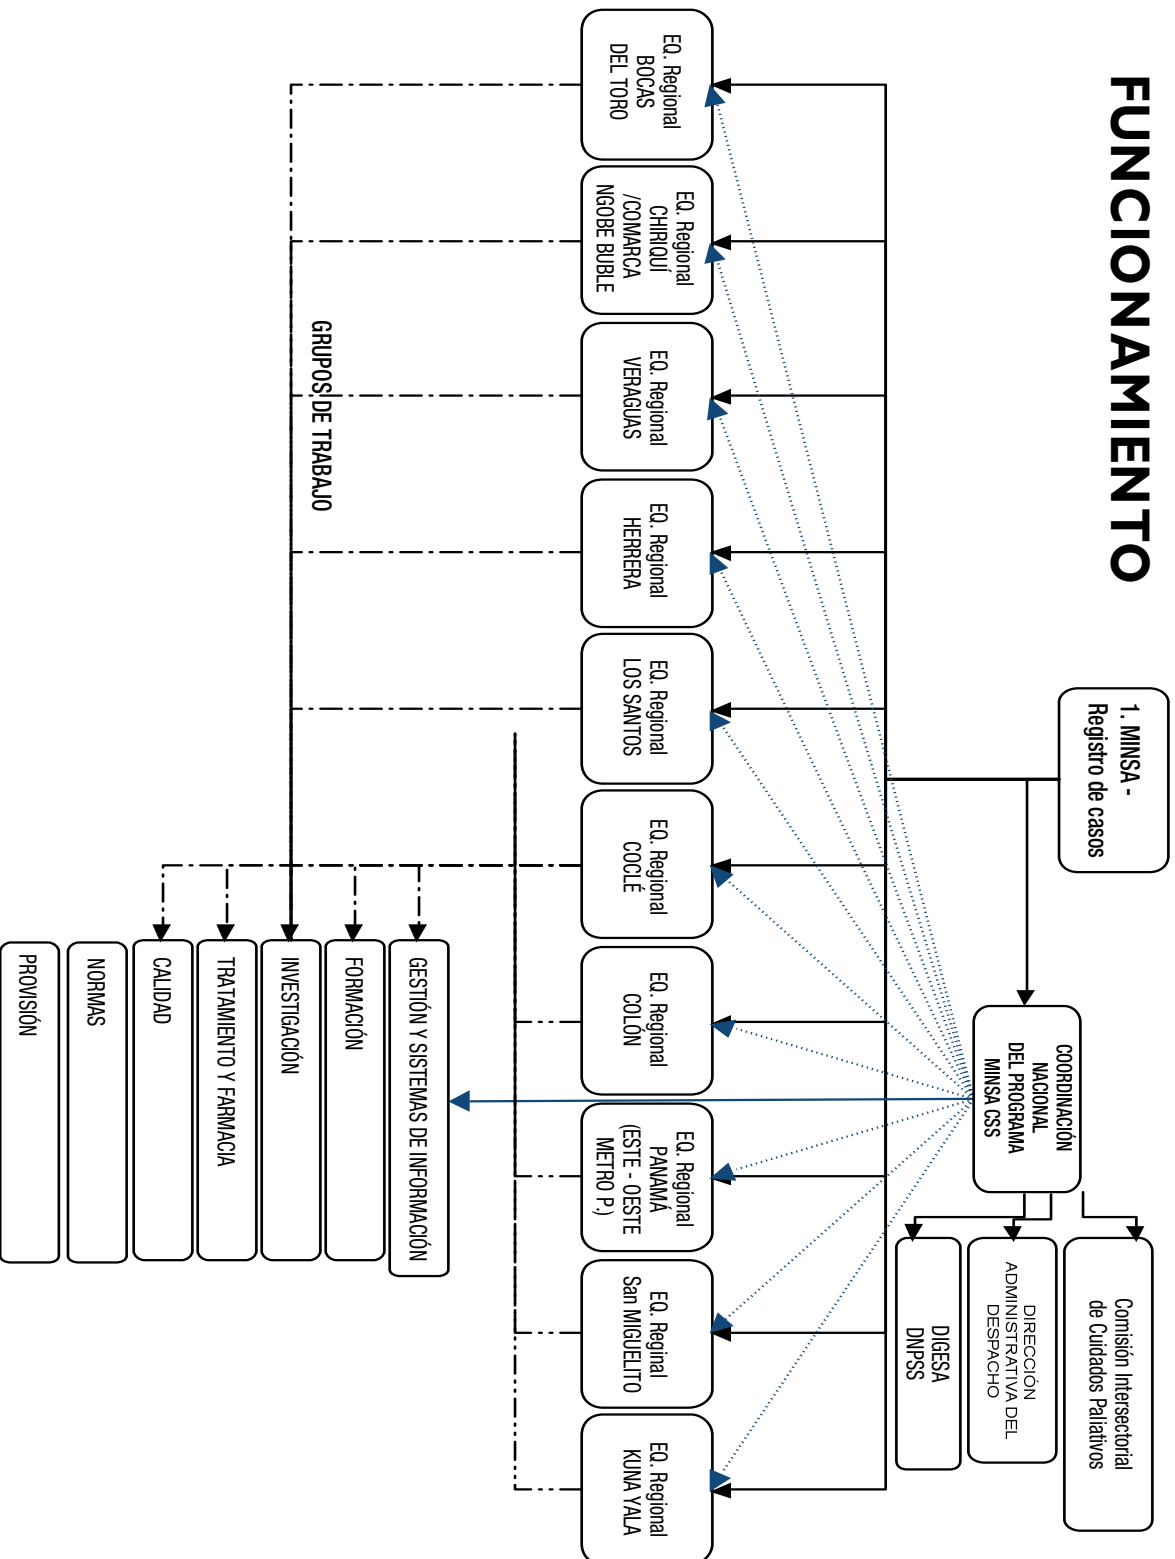 FUNCIONAMIENTO
1. MINSA -
Registro de casos
COORDINACIÓN
NACIONAL
DEL PROGRAMA
MINSA CSS
Comisión Intersectorial
de Cuidados Paliativos
DIRECCIÓN
ADMINISTRATIVA DEL
DESPACHO
DIGESA
DNPSS
EQ. Regional
BOCAS
DEL TORO
EQ. Regional
CHIRIQUÍ
/COMARCA
NGOBE BUBLE
EQ. Regional
VERAGUAS
EQ. Regional
HERRERA
EQ. Regional
LOS SANTOS
EQ. Regional
COCLÉ
EQ. Regional
COLÓN
EQ. Regional
PANAMÁ
(ESTE - OESTE
METRO P.)
EQ. Reginal
San MIGUELITO
EQ. Regional
KUNA YALA
GRUPOS DE TRABAJO
GESTIÓN Y SISTEMAS DE INFORMACIÓN
FORMACIÓN
INVESTIGACIÓN
TRATAMIENTO Y FARMACIA
CALIDAD
NORMAS
PROVISIÓN